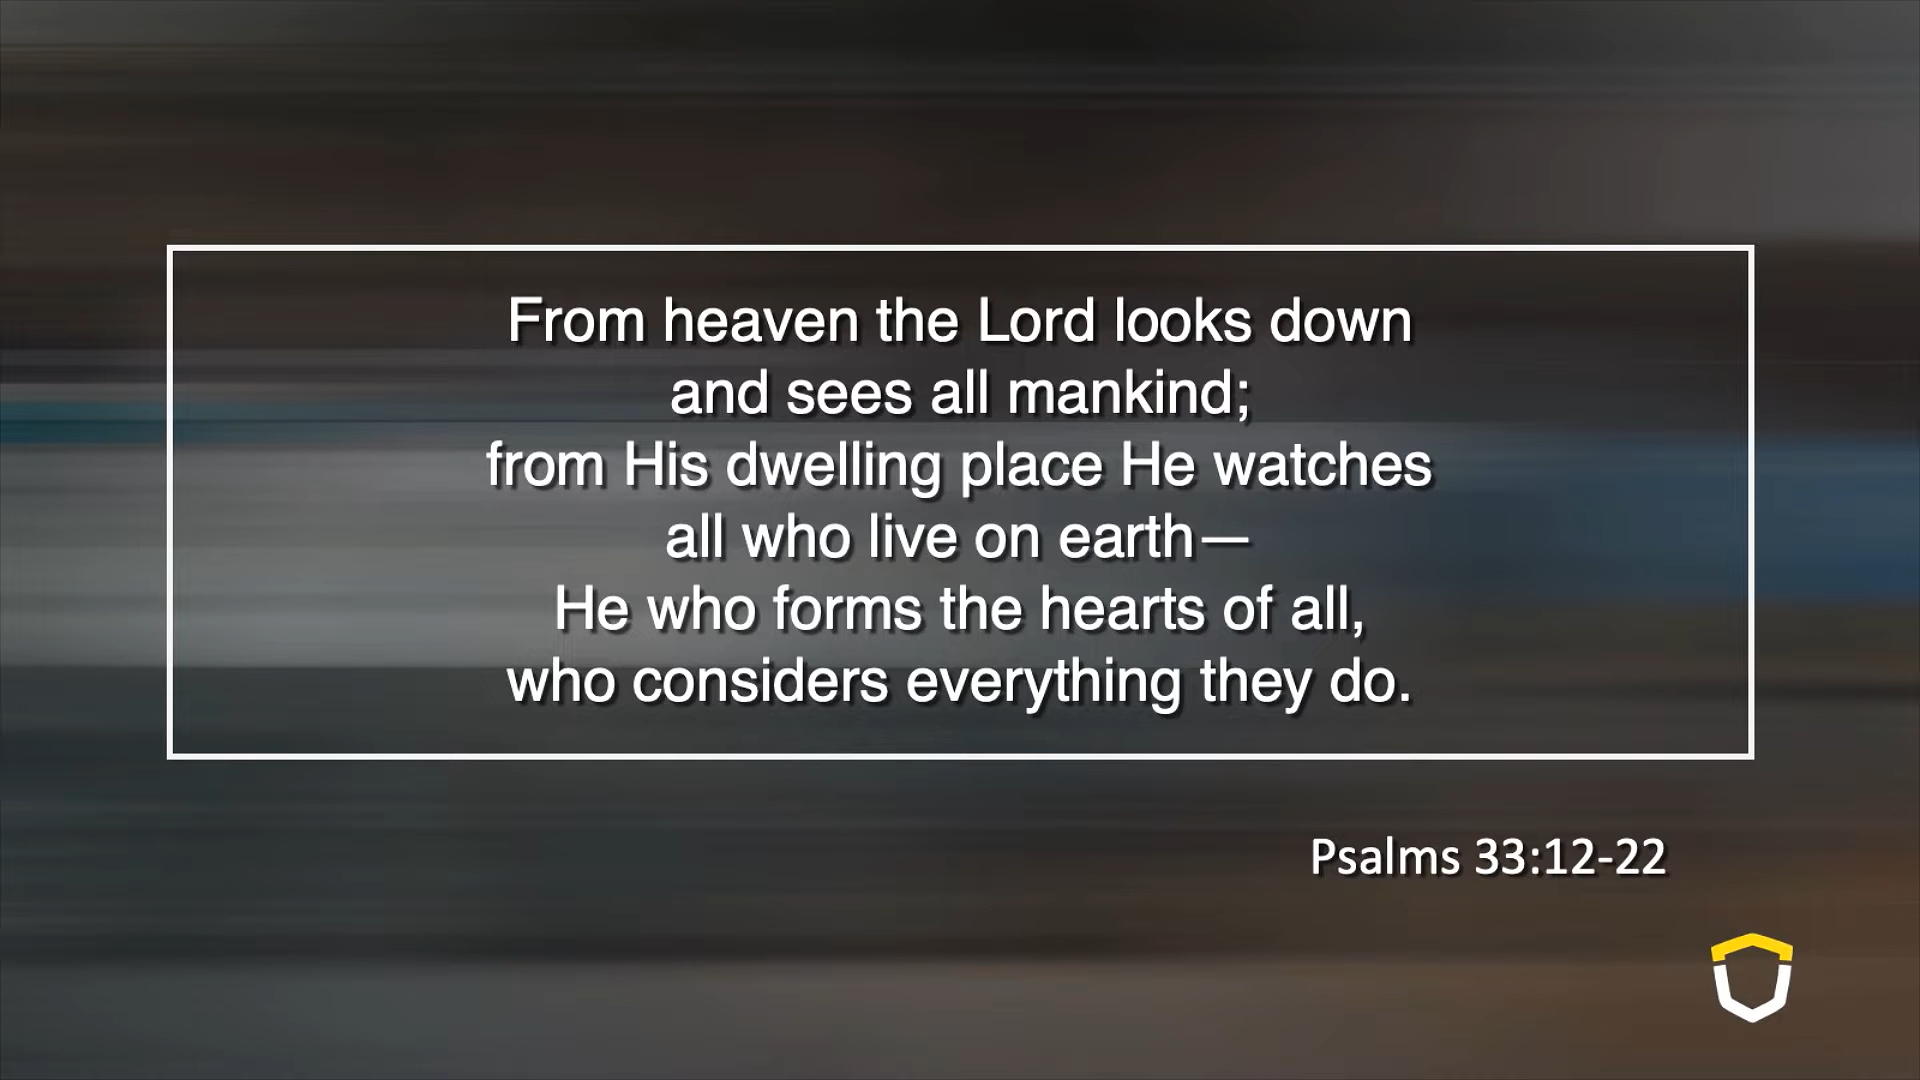 From heaven the Lord looks down
and sees all mankind;
from His dwelling place He watches
all who live on earth—
He who forms the hearts of all,
who considers everything they do.
Psalms 33:12-22